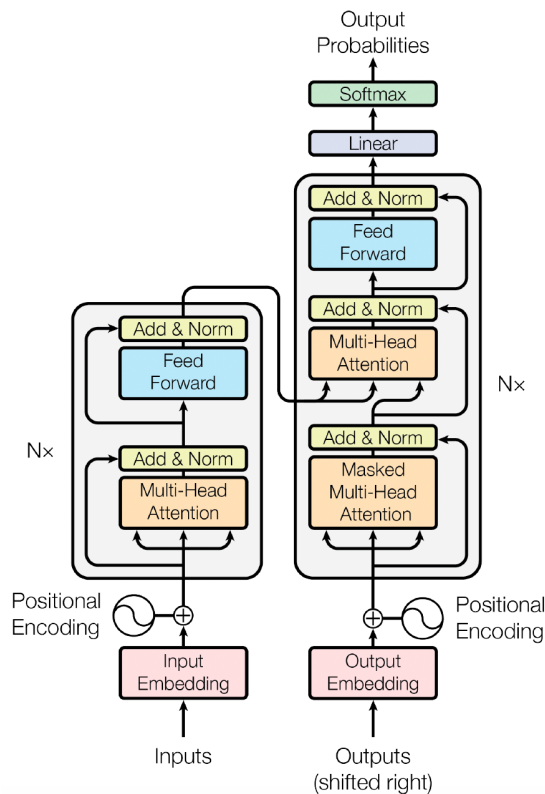 Output
Probabilities
Softmax
Linear
Add & Norm
Feed
Forward
Add & Norm
Multi-Head
Attention
Add & Norm
Masked
Multi-Head
Attention
Nx
Add & Norm
Feed
Forward
Add & Norm
Multi-Head
Attention
Nx
Positional
Encoding
Positional
Encoding
Input
Embedding
Output
Embedding
Inputs
Outputs
(shifted right)